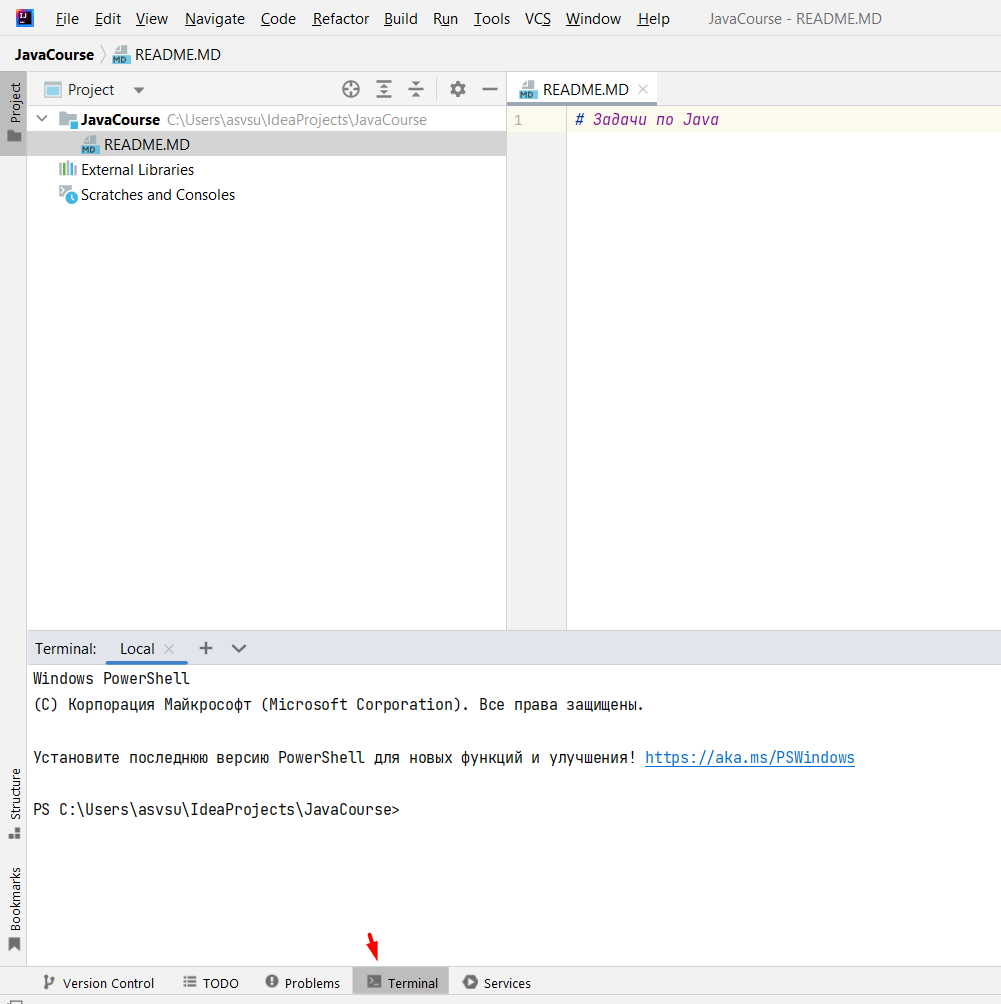 File Edit View Navigate Code Refactor Build Run Tools VCS Window Help JavaCourse - README.MD
JavaCourse README.MD
Project
Project
README.MD
JavaCourse C:\Users\asvsu\IdeaProjects\JavaCourse
README.MD
External Libraries
Scratches and Consoles
1 # Задачи по Java
Terminal: Local
Windows PowerShell
(C) Корпорация Майкрософт (Microsoft Corporation). Все права защищены.
Установите последнюю версию PowerShell для новых функций и улучшения! https://aka.ms/PSWindows
PS C:\Users\asvsu\IdeaProjects\JavaCourse>
Structure
Bookmarks
Version Control TODO Problems Terminal Services